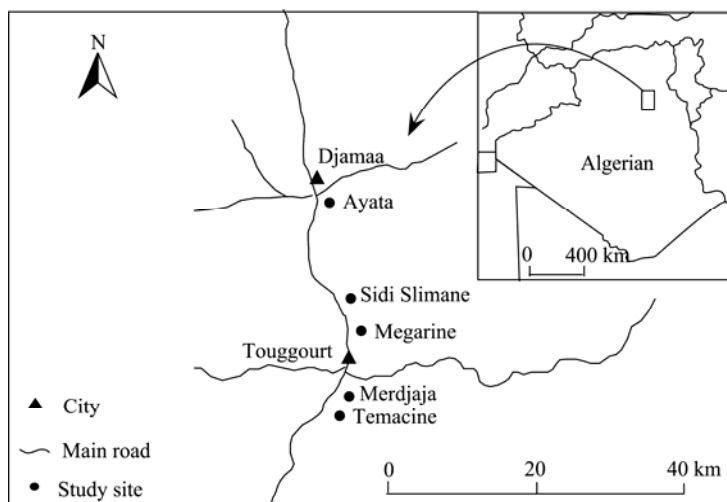 N
Djamaa
Ayata
Sidi Slimane
Megarine
Touggourt
Merdjaja
Temacine
City
Main road
Study site
0 20 40 km
Algerian
0 400 km